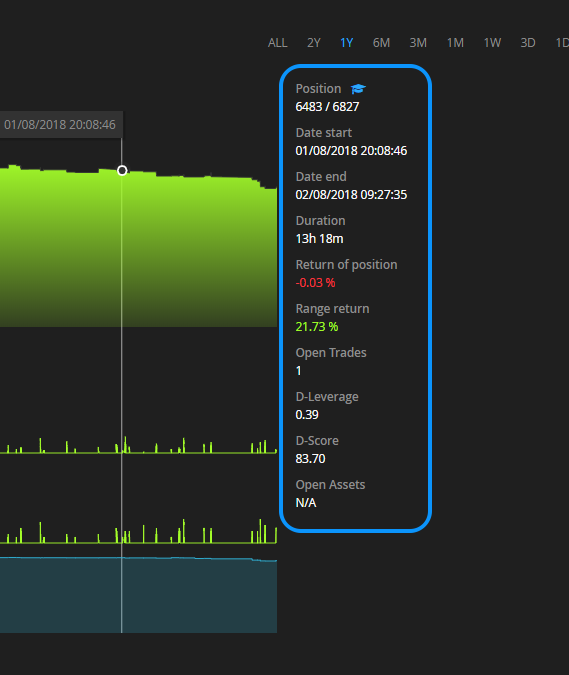 ALL 2Y 1Y 6M 3M 1M 1W 3D 1D
01/08/2018 20:08:46
Position
6483 / 6827
Date start
01/08/2018 20:08:46
Date end
02/08/2018 09:27:35
Duration
13h 18m
Return of position
-0.03 %
Range return
21.73 %
Open Trades
1
D-Leverage
0.39
D-Score
83.70
Open Assets
N/A